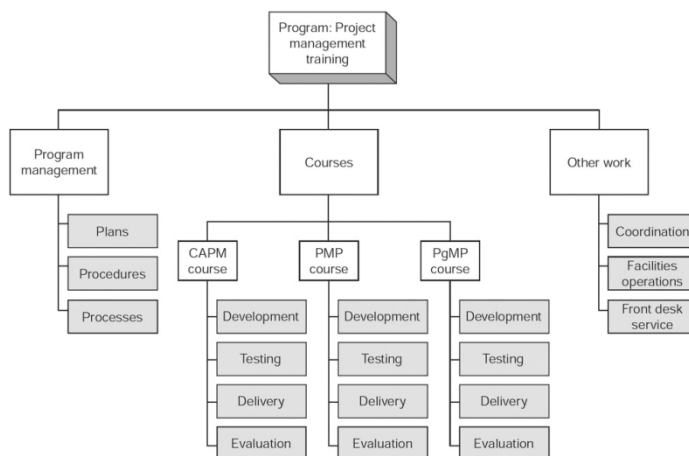 Program: Project
management
training
Program
management
Courses
Other work
Plans
Procedures
Processes
CAPM
course
PMP
course
PgMP
course
Coordination
Facilities
operations
Front desk
service
Development
Testing
Delivery
Evaluation
Development
Testing
Delivery
Evaluation
Development
Testing
Delivery
Evaluation